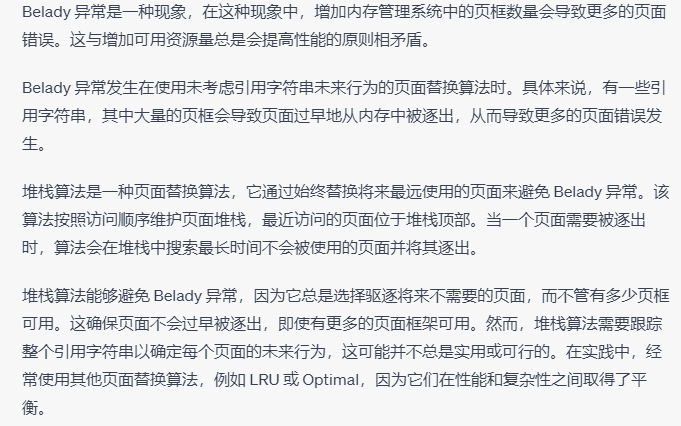 Belady 异常是一种现象，在这种现象中，增加内存管理系统中的页框数量会导致更多的页面
错误。这与增加可用资源量总是会提高性能的原则相矛盾。
Belady 异常发生在使用未考虑引用字符串未来行为的页面替换算法时。具体来说，有一些引
用字符串，其中大量的页框会导致页面过早地从内存中被逐出，从而导致更多的页面错误发
生。
堆栈算法是一种页面替换算法，它通过始终替换将来最远使用的页面来避免 Belady 异常。该
算法按照访问顺序维护页面堆栈，最近访问的页面位于堆栈顶部。当一个页面需要被逐出
时，算法会在堆栈中搜索最长时间不会被使用的页面并将其逐出。
堆栈算法能够避免 Belady 异常，因为它总是选择驱逐将来不需要的页面，而不管有多少页框
可用。这确保页面不会过早被逐出，即使有更多的页面框架可用。然而，堆栈算法需要跟踪
整个引用字符串以确定每个页面的未来行为，这可能并不总是实用或可行的。在实践中，经
常使用其他页面替换算法，例如 LRU 或 Optimal，因为它们在性能和复杂性之间取得了平
衡。